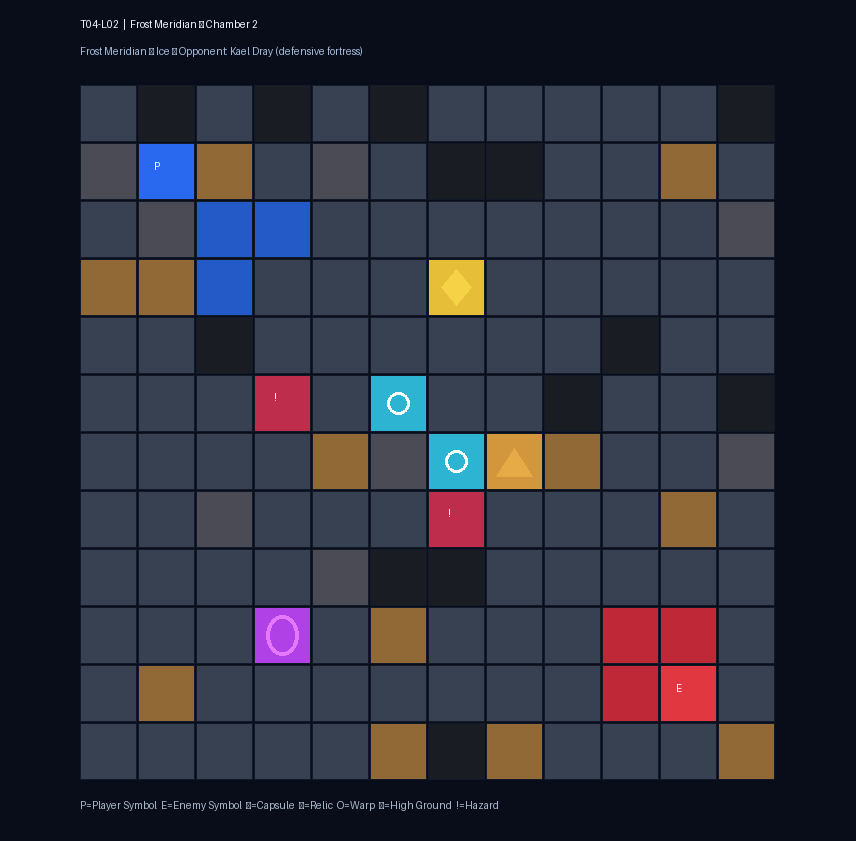 T04-L02 | Frost Meridian □ Chamber 2
Frost Meridian □ Ice □ Opponent: Kael Dray (defensive fortress)
P
!
!
E
P=Player Symbol E=Enemy Symbol □=Capsule □=Relic O=Warp □=High Ground !=Hazard